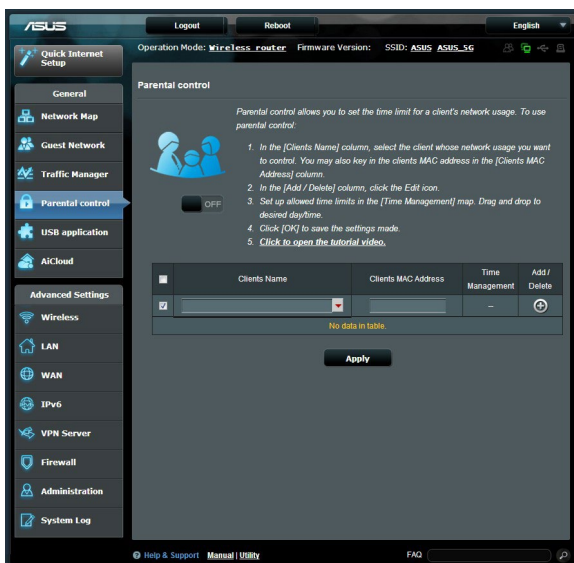 ASUS
Logout
Reboot
English
Quick Internet
Setup
Operation Mode: Wireless router Firmware Version: SSID: ASUS ASUS_5G
General
Network Map
Guest Network
Traffic Manager
Parental control
USB application
AiCloud
Advanced Settings
Wireless
LAN
WAN
IPv6
VPN Server
Firewall
Administration
System Log
Parental control
Parental control allows you to set the time limit for a client's network usage. To use
parental control:
1. In the [Clients Name] column, select the client whose network usage you want
to control. You may also key in the clients MAC address in the [Clients MAC
Address] column.
2. In the [Add / Delete] column, click the Edit icon.
3. Set up allowed time limits in the [Time Management] map. Drag and drop to
desired day/time.
4. Click [OK] to save the settings made.
5. Click to open the tutorial video.
OFF
Clients Name
Clients MAC Address
Time
Management
Add /
Delete
--
No data in table.
Apply
Help & Support Manual | Utility
FAQ